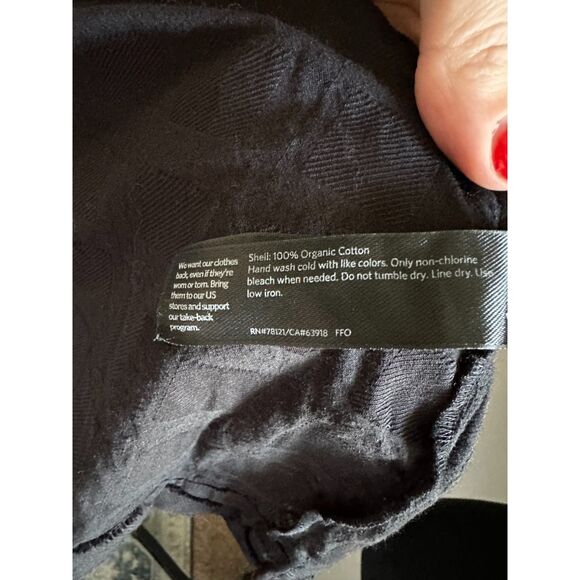 We want our clothes
back, even if they're
worn or torn. Bring
them to our US
stores and support
our take-back
program.
Shell: 100% Organic Cotton
Hand wash cold with like colors. Only non-chlorine
bleach when needed. Do not tumble dry. Line dry. Use
low iron.
RN#78121/CA#63918 FFO